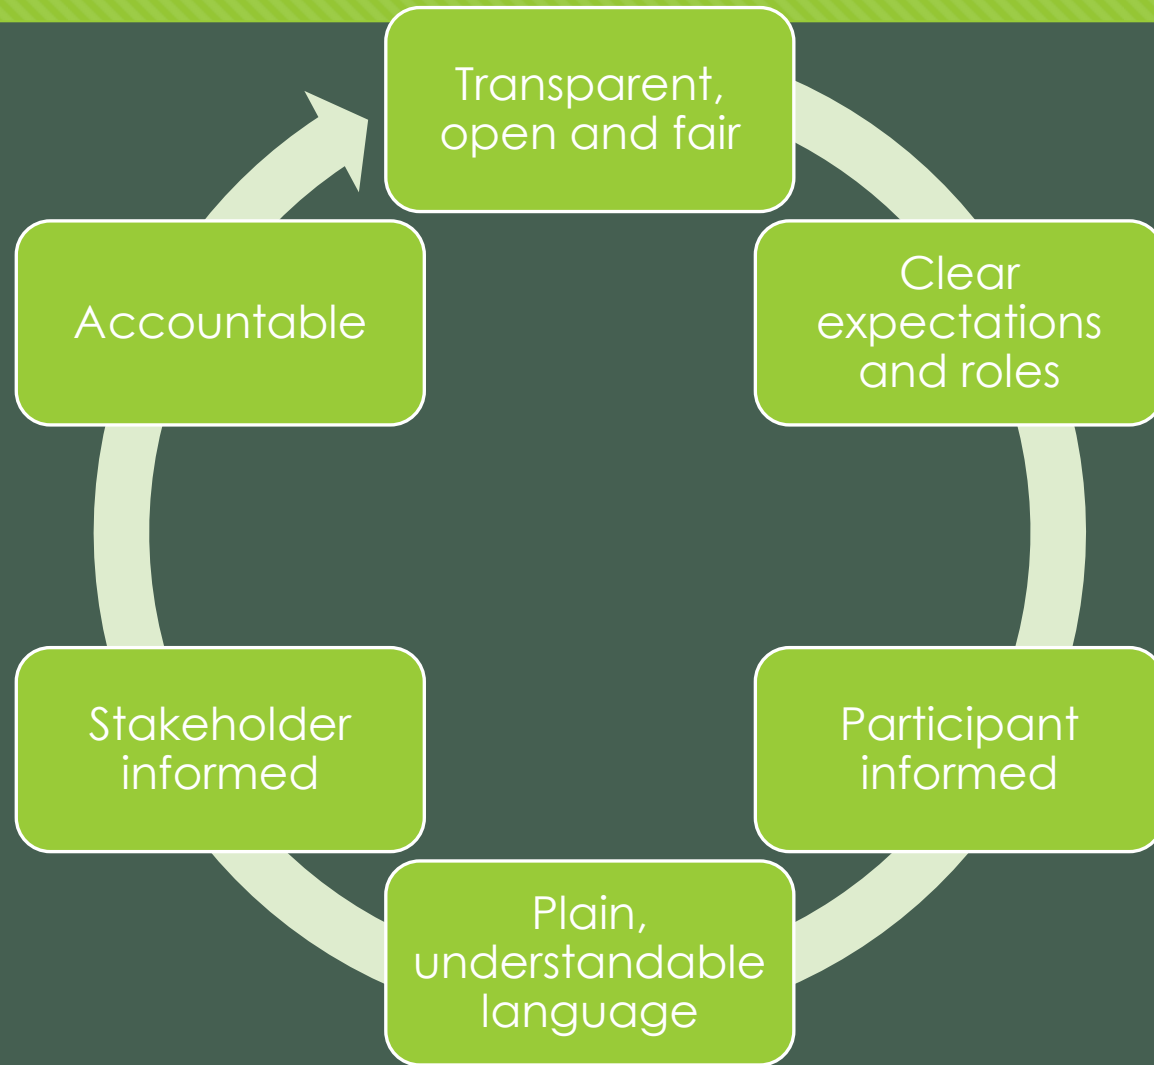 Transparent,
open and fair
Clear
expectations
and roles
Participant
informed
Plain,
understandable
language
Stakeholder
informed
Accountable